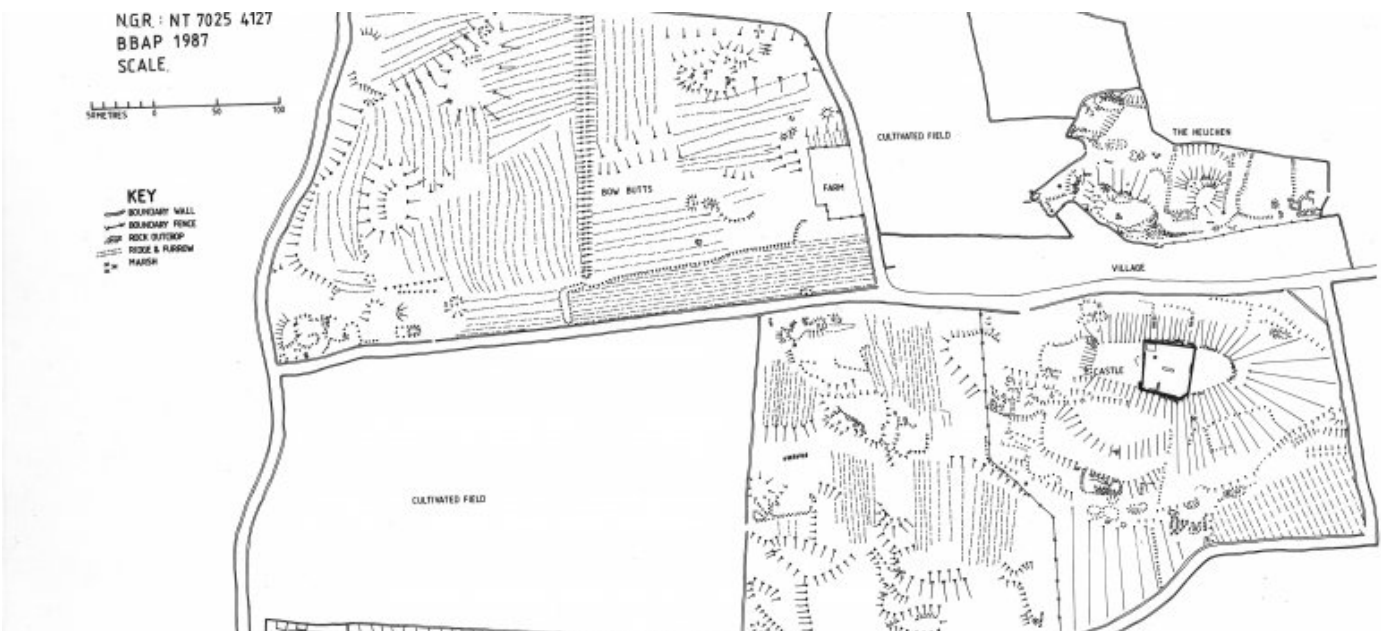 N.G.R. : NT 7025 4127
BBAP 1987
SCALE.
50METRES 0 50 100
KEY
BOUNDARY WALL
BOUNDARY FENCE
ROCK OUTCROP
RIDGE & FURROW
MARSH
BOW BUTTS
FARM
CULTIVATED FIELD
THE HEUCHEN
VILLAGE
CASTLE
CULTIVATED FIELD